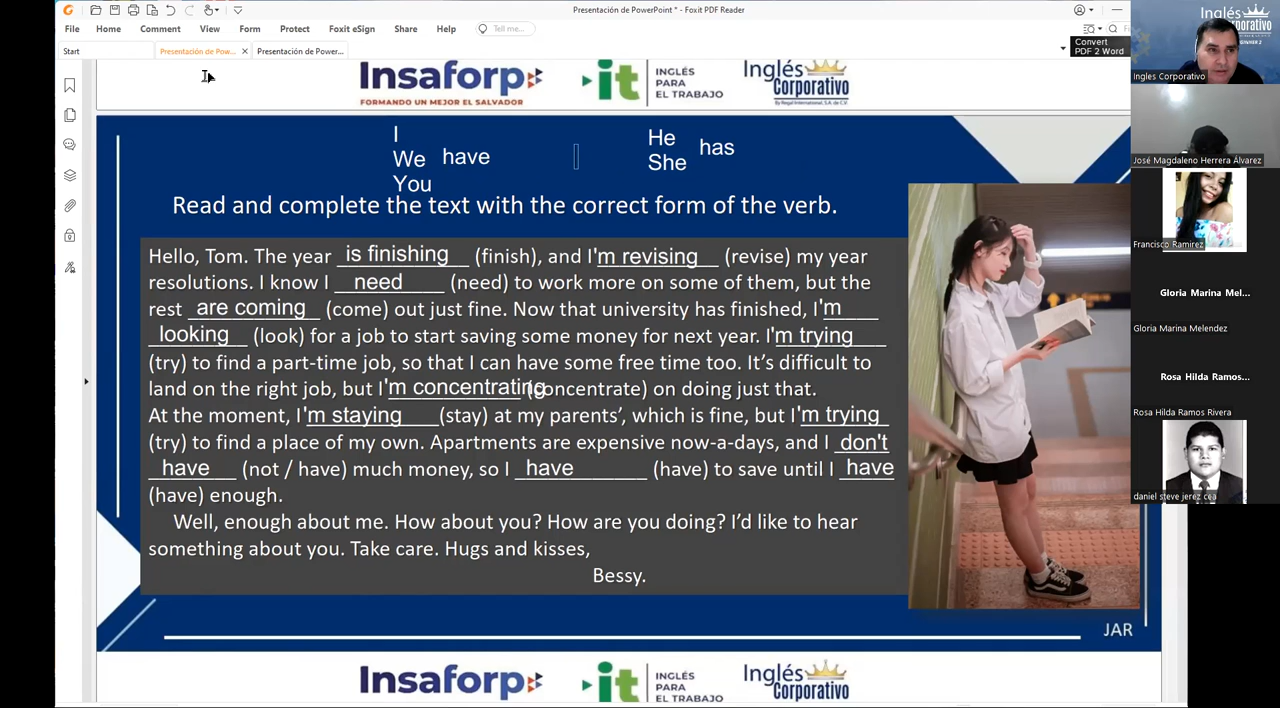 Presentación de PowerPoint * - Foxit PDF Reader
File Home Comment View Form Protect Foxit eSign Share Help Tell me...
Start Presentación de Pow... × Presentación de Power...
Convert
PDF 2 Word
Insaforp
FORMANDO UN MEJOR EL SALVADOR
it INGLÉS
PARA
EL TRABAJO
Inglés
Corporativo
By Regal International, S.A. de C.V.
I
We have
You
He
She has
Read and complete the text with the correct form of the verb.
Hello, Tom. The year is finishing (finish), and I'm revising (revise) my year
resolutions. I know I need (need) to work more on some of them, but the
rest are coming (come) out just fine. Now that university has finished, I'm
looking (look) for a job to start saving some money for next year. I'm trying
(try) to find a part-time job, so that I can have some free time too. It's difficult to
land on the right job, but I'm concentrating (concentrate) on doing just that.
At the moment, I'm staying (stay) at my parents', which is fine, but I'm trying
(try) to find a place of my own. Apartments are expensive now-a-days, and I don't
have (not / have) much money, so I have (have) to save until I have
(have) enough.
Well, enough about me. How about you? How are you doing? I'd like to hear
something about you. Take care. Hugs and kisses,
Bessy.
JAR
Insaforp
it INGLÉS
PARA
EL TRABAJO
Inglés
Corporativo
By Regal International, S.A. de C.V.
Inglés
Ingles Corporativo
José Magdaleno Herrera Álvarez
Francisco Ramirez
Gloria Marina Mel...
Gloria Marina Melendez
Rosa Hilda Ramos...
Rosa Hilda Ramos Rivera
daniel steve jerez cea